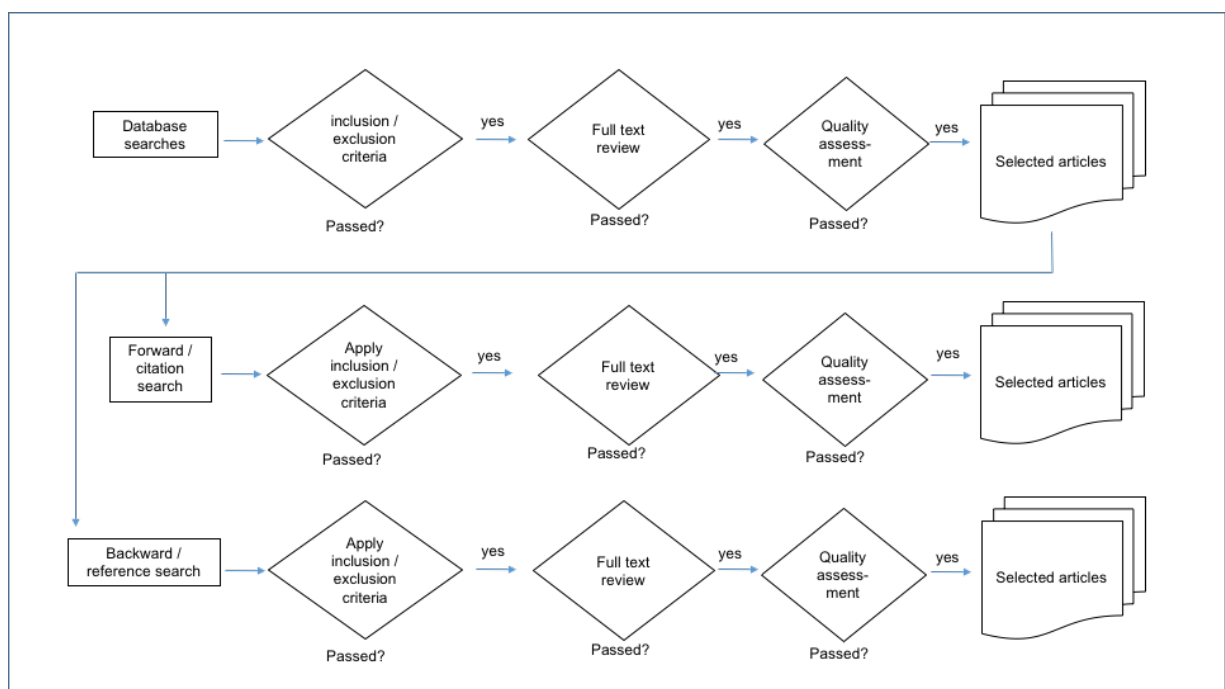 Database
searches
inclusion /
exclusion
criteria
Passed?
yes
Full text
review
Passed?
yes
Quality
assess-
ment
Passed?
yes
Selected articles
Forward /
citation
search
Apply
inclusion /
exclusion
criteria
Passed?
yes
Full text
review
Passed?
yes
Quality
assess-
ment
Passed?
yes
Selected articles
Backward /
reference search
Apply
inclusion /
exclusion
criteria
Passed?
yes
Full text
review
Passed?
yes
Quality
assess-
ment
Passed?
yes
Selected articles